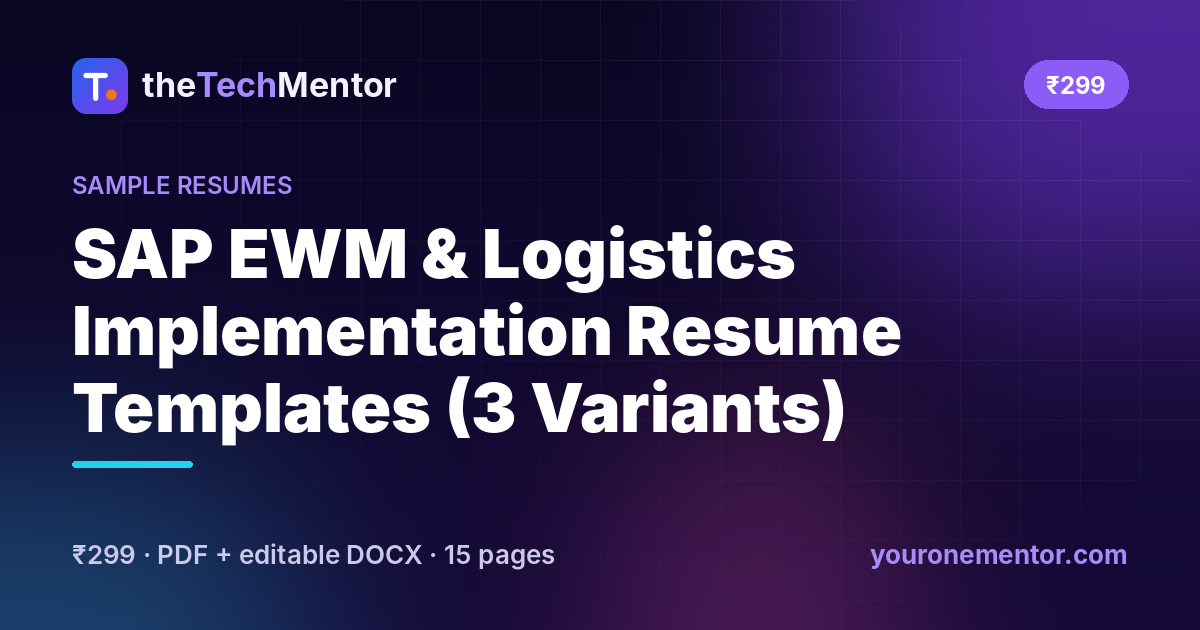 T.
theTechMentor
₹299
SAMPLE RESUMES
SAP EWM & Logistics
Implementation Resume
Templates (3 Variants)
₹299 · PDF + editable DOCX · 15 pages
youronementor.com